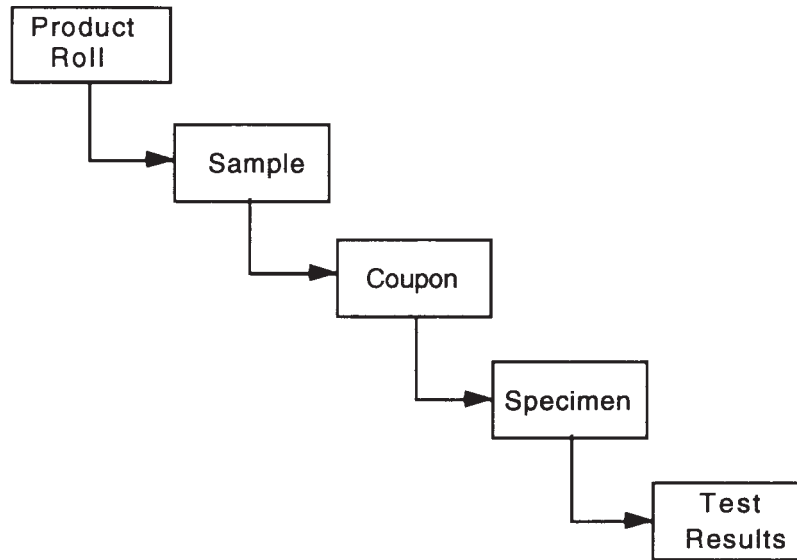 Product
Roll
Sample
Coupon
Specimen
Test
Results